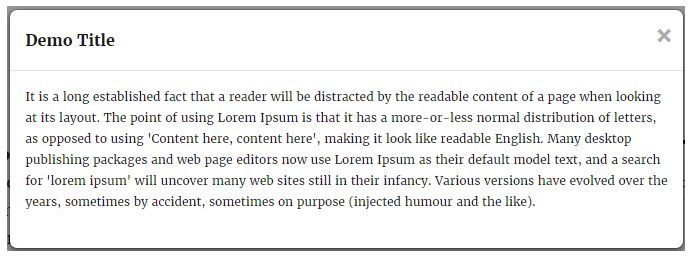 Demo Title
×
It is a long established fact that a reader will be distracted by the readable content of a page when looking
at its layout. The point of using Lorem Ipsum is that it has a more-or-less normal distribution of letters,
as opposed to using 'Content here, content here', making it look like readable English. Many desktop
publishing packages and web page editors now use Lorem Ipsum as their default model text, and a search
for 'lorem ipsum' will uncover many web sites still in their infancy. Various versions have evolved over the
years, sometimes by accident, sometimes on purpose (injected humour and the like).